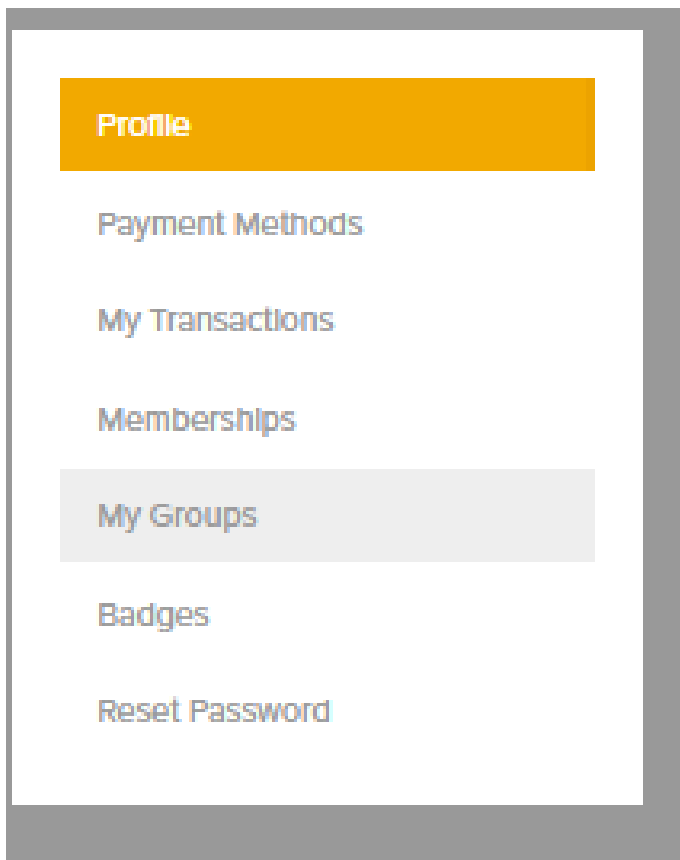 Profile
Payment Methods
My Transactions
Memberships
My Groups
Badges
Reset Password